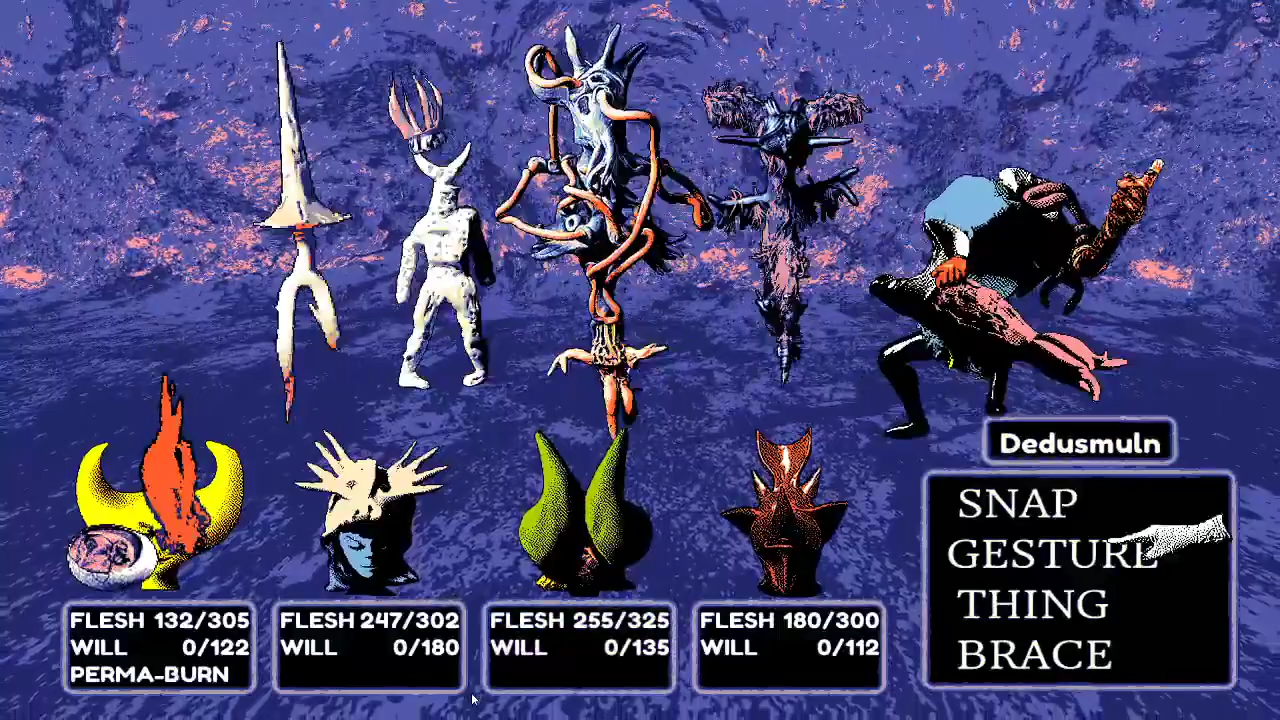 Dedusmuln
SNAP
GESTURE
THING
BRACE
FLESH 132/305
WILL 0/122
PERMA-BURN
FLESH 247/302
WILL 0/180
FLESH 255/325
WILL 0/135
FLESH 180/300
WILL 0/112